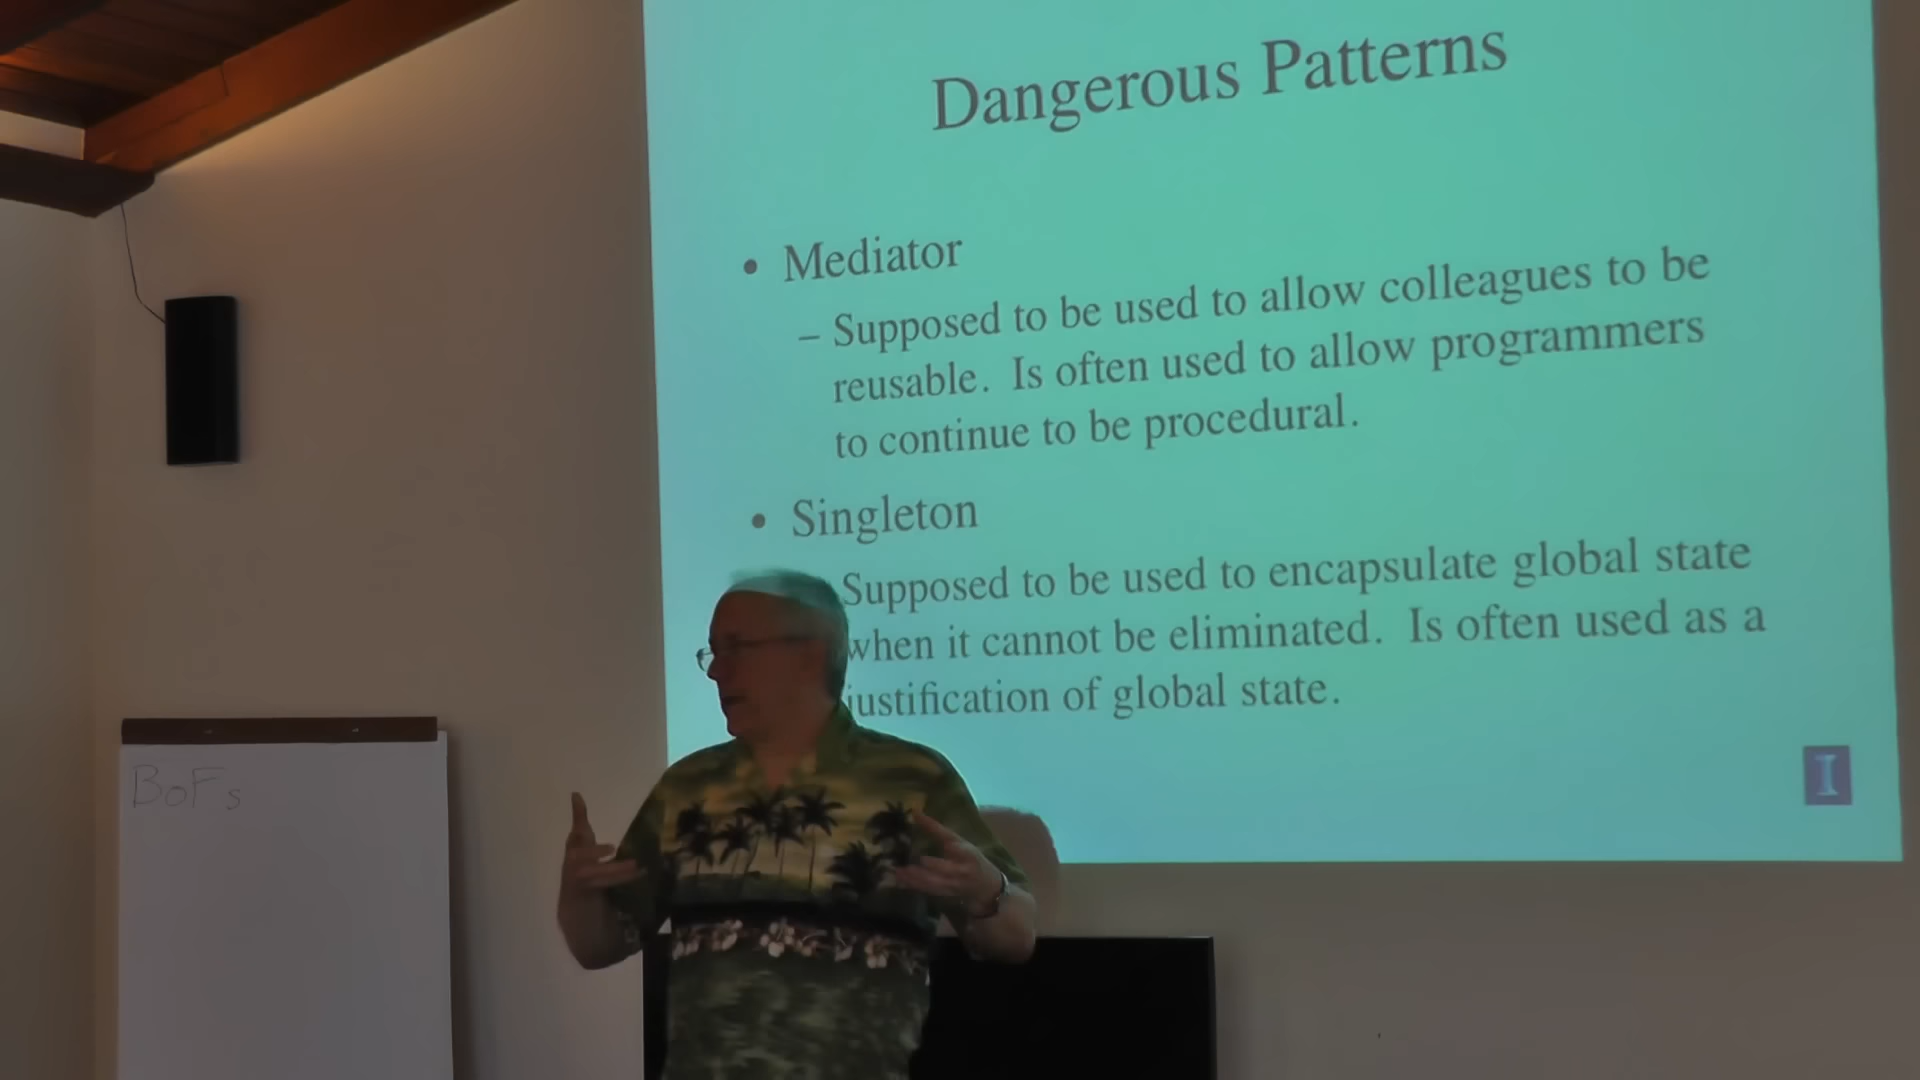 Dangerous Patterns
• Mediator
– Supposed to be used to allow colleagues to be
reusable. Is often used to allow programmers
to continue to be procedural.
• Singleton
Supposed to be used to encapsulate global state
when it cannot be eliminated. Is often used as a
justification of global state.
I
BoFs